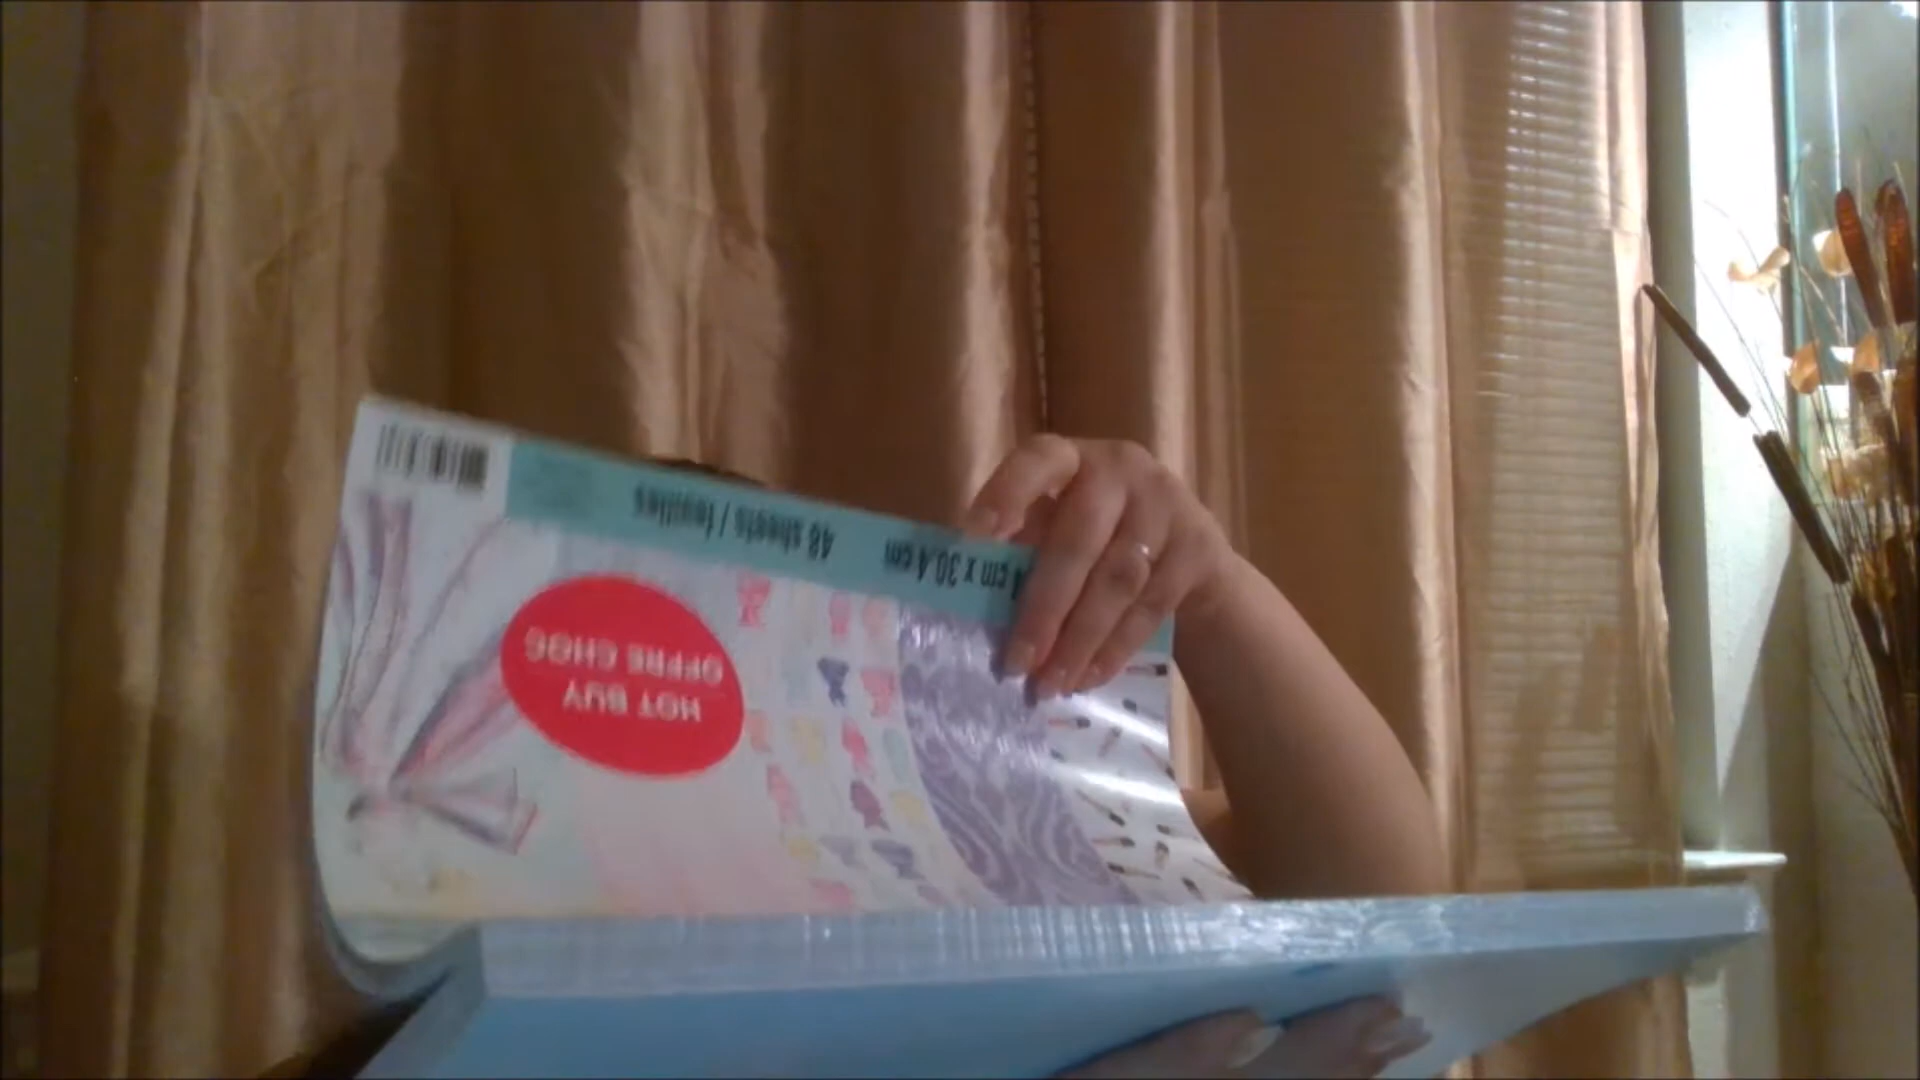 HOT BUY
OFFRE CHOC
cm x 30.4 cm
48 sheets / feuilles